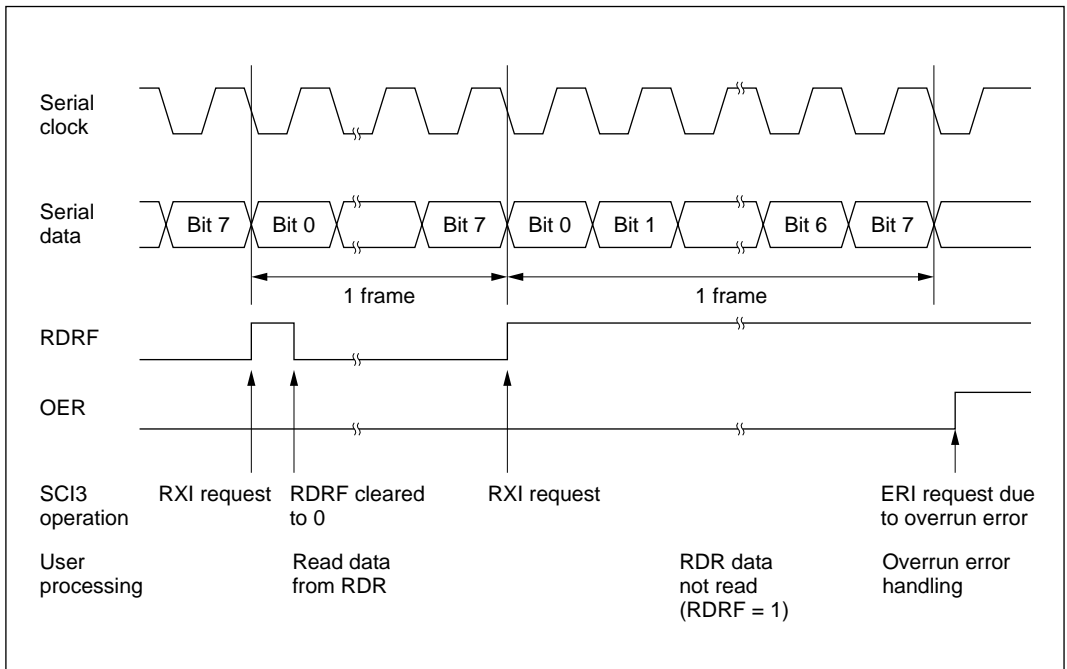 Serial
clock
Serial
data
Bit 7 Bit 0 Bit 7 Bit 0 Bit 1 Bit 6 Bit 7
1 frame 1 frame
RDRF
OER
SCI3
operation
RXI request
RDRF cleared
to 0
RXI request
ERI request due
to overrun error
User
processing
Read data
from RDR
RDR data
not read
(RDRF = 1)
Overrun error
handling